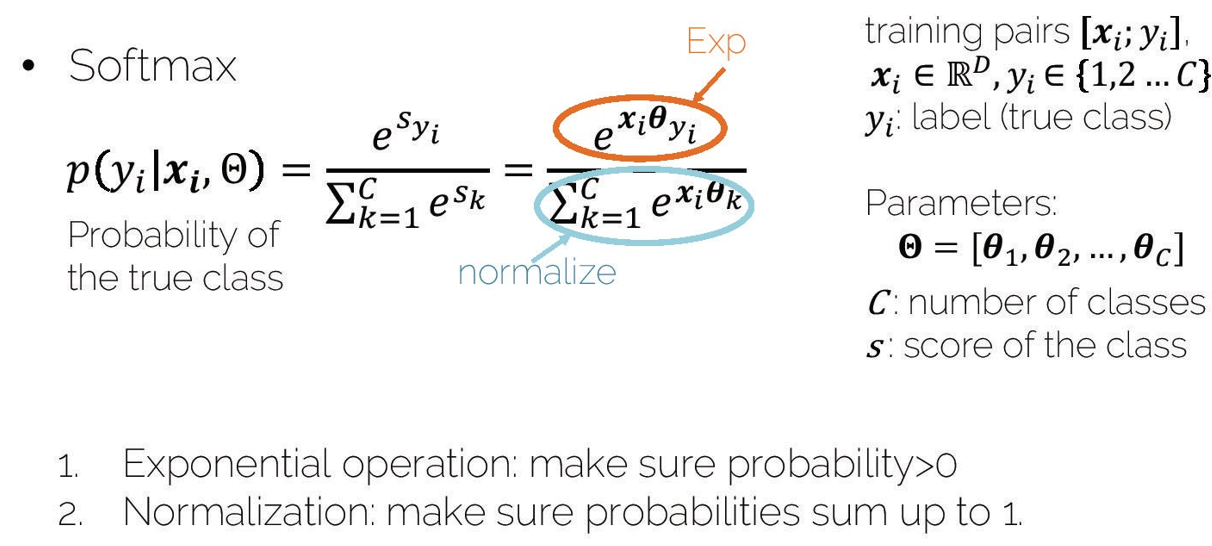 • Softmax
Exp
p(y_i|x_i, Θ) = e^{s_{y_i}} / ∑_{k=1}^{C} e^{s_k} = e^{x_i θ_{y_i}} / ∑_{k=1}^{C} e^{x_i θ_k}
Probability of
the true class
normalize
training pairs [x_i; y_i],
x_i ∈ ℝ^D, y_i ∈ {1,2 … C}
y_i: label (true class)
Parameters:
Θ = [θ_1, θ_2, …, θ_C]
C: number of classes
s: score of the class
1. Exponential operation: make sure probability>0
2. Normalization: make sure probabilities sum up to 1.